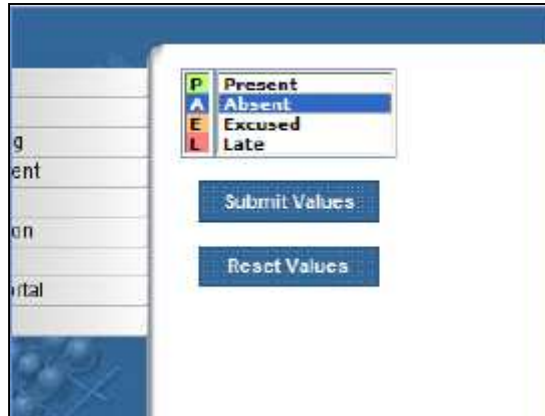 P Present
A Absent
E Excused
L Late
g
ent
Submit Values
on
Reset Values
rtal